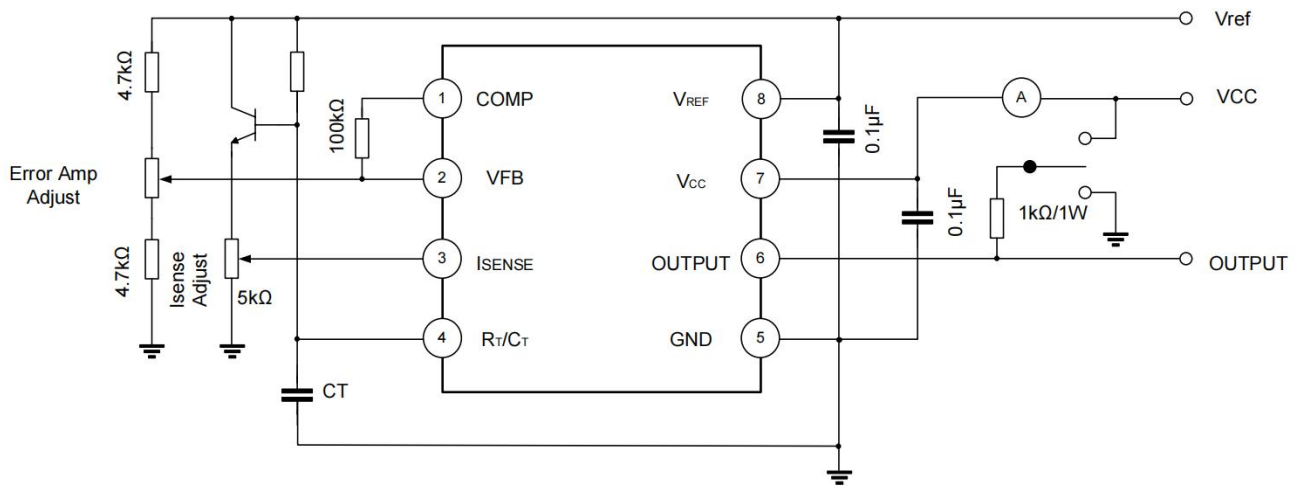 Vref
4.7kΩ
1
COMP
VREF
8
A
VCC
100kΩ
0.1µF
Error Amp
Adjust
2
VFB
VCC
7
0.1µF
1kΩ/1W
4.7kΩ
Isense
Adjust
5kΩ
3
ISENSE
OUTPUT
6
OUTPUT
4
RT/CT
GND
5
CT